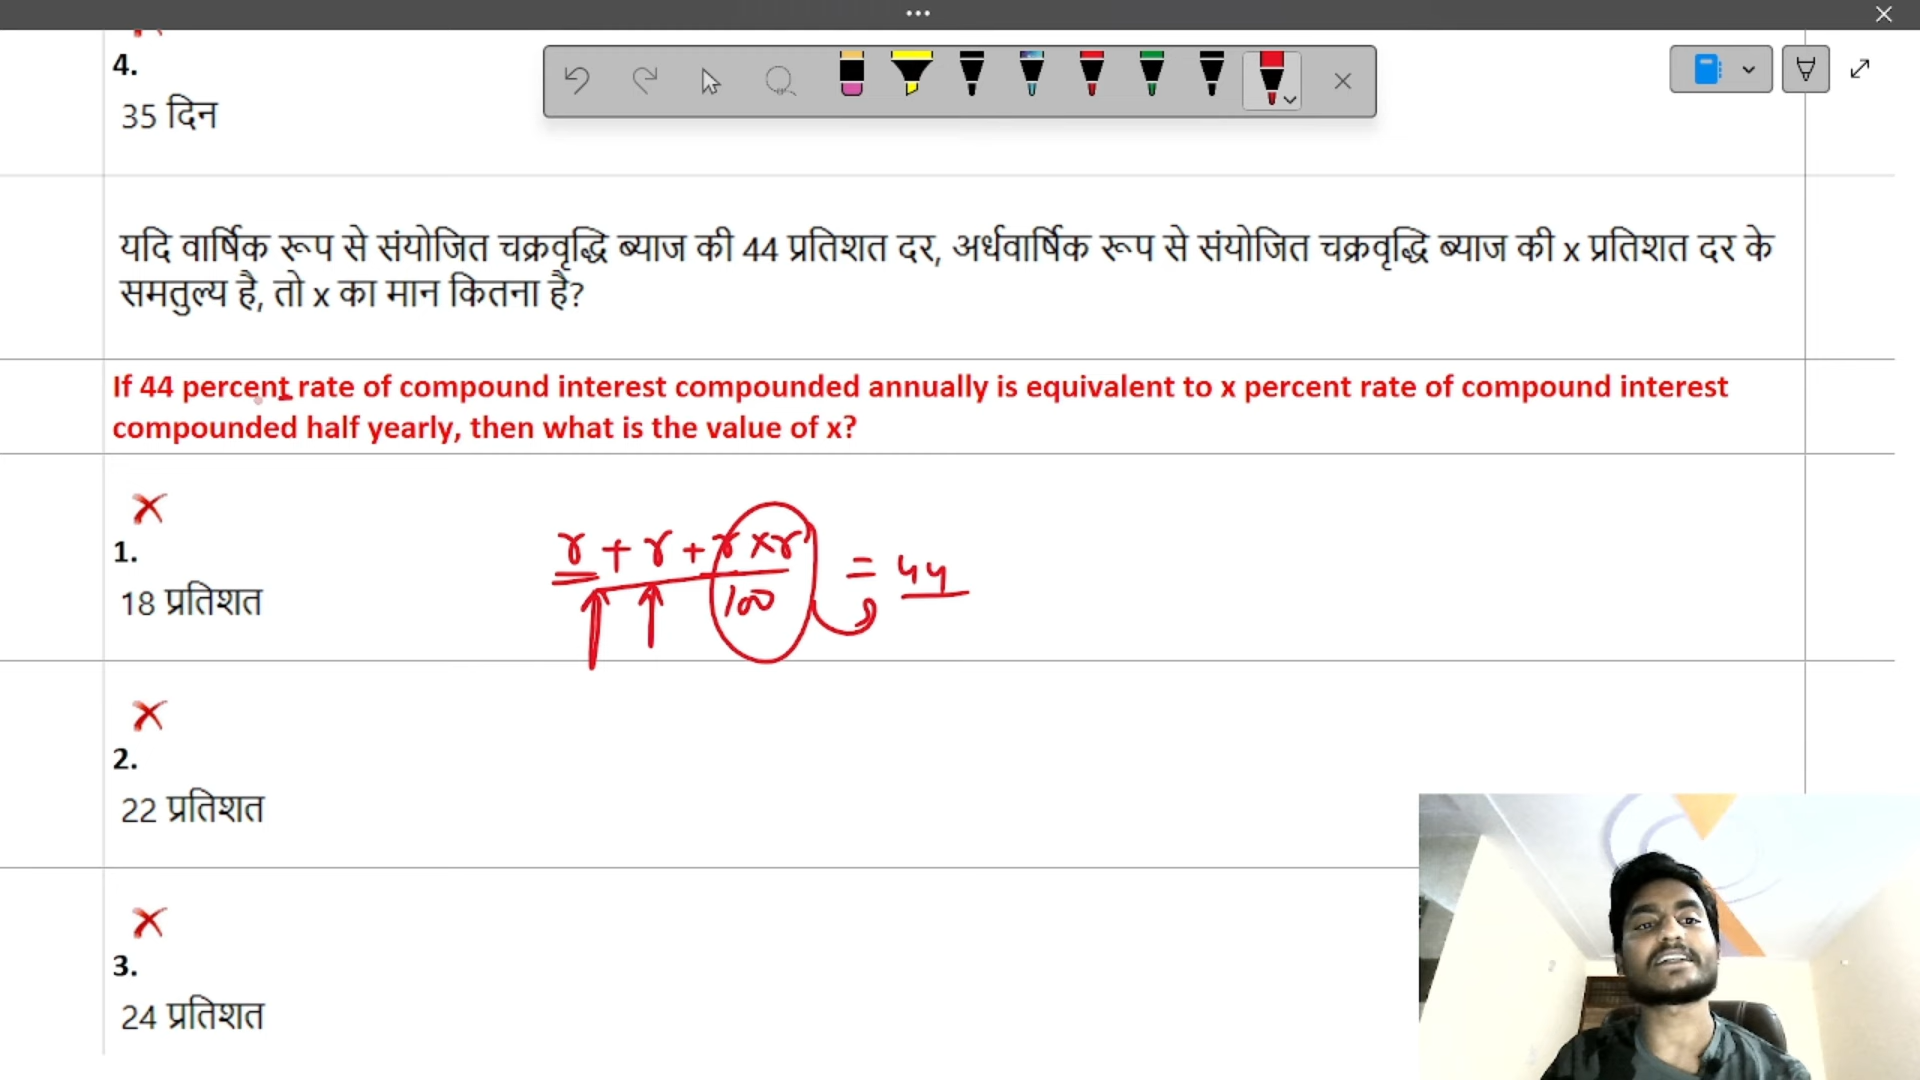 4.
35 दिन
यदि वार्षिक रूप से संयोजित चक्रवृद्धि ब्याज की 44 प्रतिशत दर, अर्धवार्षिक रूप से संयोजित चक्रवृद्धि ब्याज की x प्रतिशत दर के
समतुल्य है, तो x का मान कितना है?
If 44 percent rate of compound interest compounded annually is equivalent to x percent rate of compound interest
compounded half yearly, then what is the value of x?
1.
r + r + r × r = 44
100
18 प्रतिशत
2.
22 प्रतिशत
3.
24 प्रतिशत